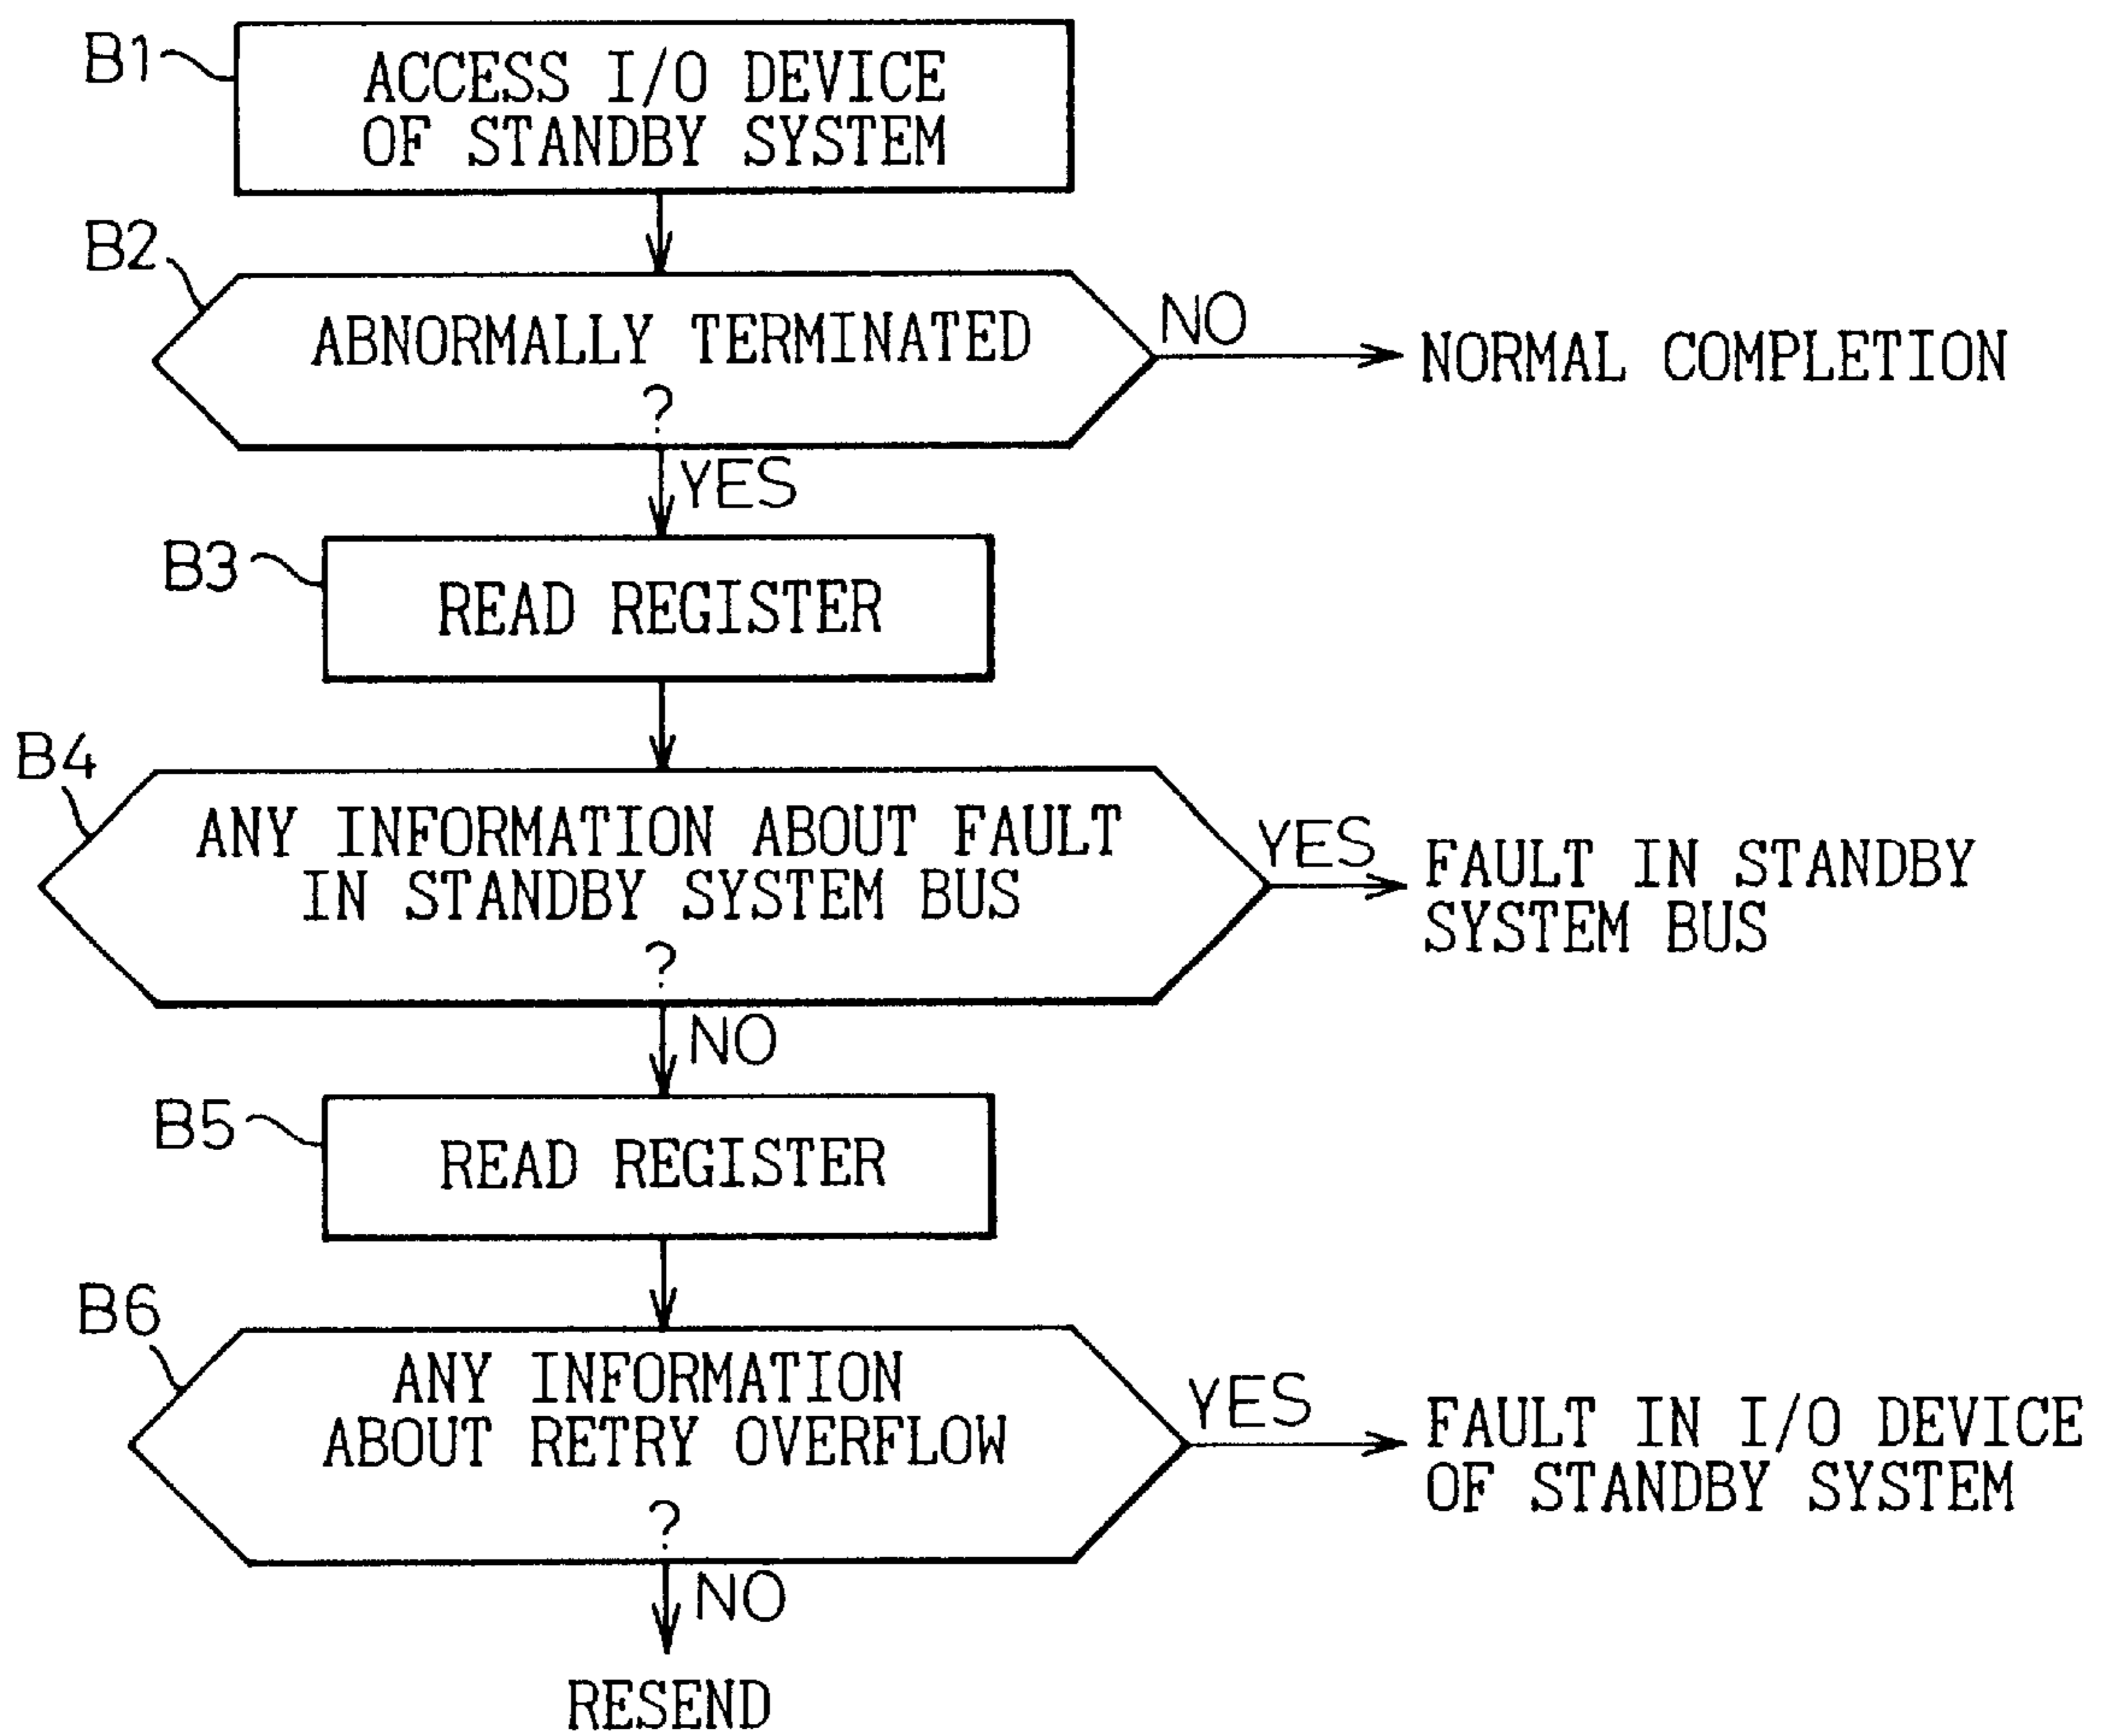 B1
ACCESS I/O DEVICE
OF STANDBY SYSTEM
B2
ABNORMALLY TERMINATED
?
NO
NORMAL COMPLETION
YES
B3
READ REGISTER
B4
ANY INFORMATION ABOUT FAULT
IN STANDBY SYSTEM BUS
?
YES
FAULT IN STANDBY
SYSTEM BUS
NO
B5
READ REGISTER
B6
ANY INFORMATION
ABOUT RETRY OVERFLOW
?
YES
FAULT IN I/O DEVICE
OF STANDBY SYSTEM
NO
RESEND